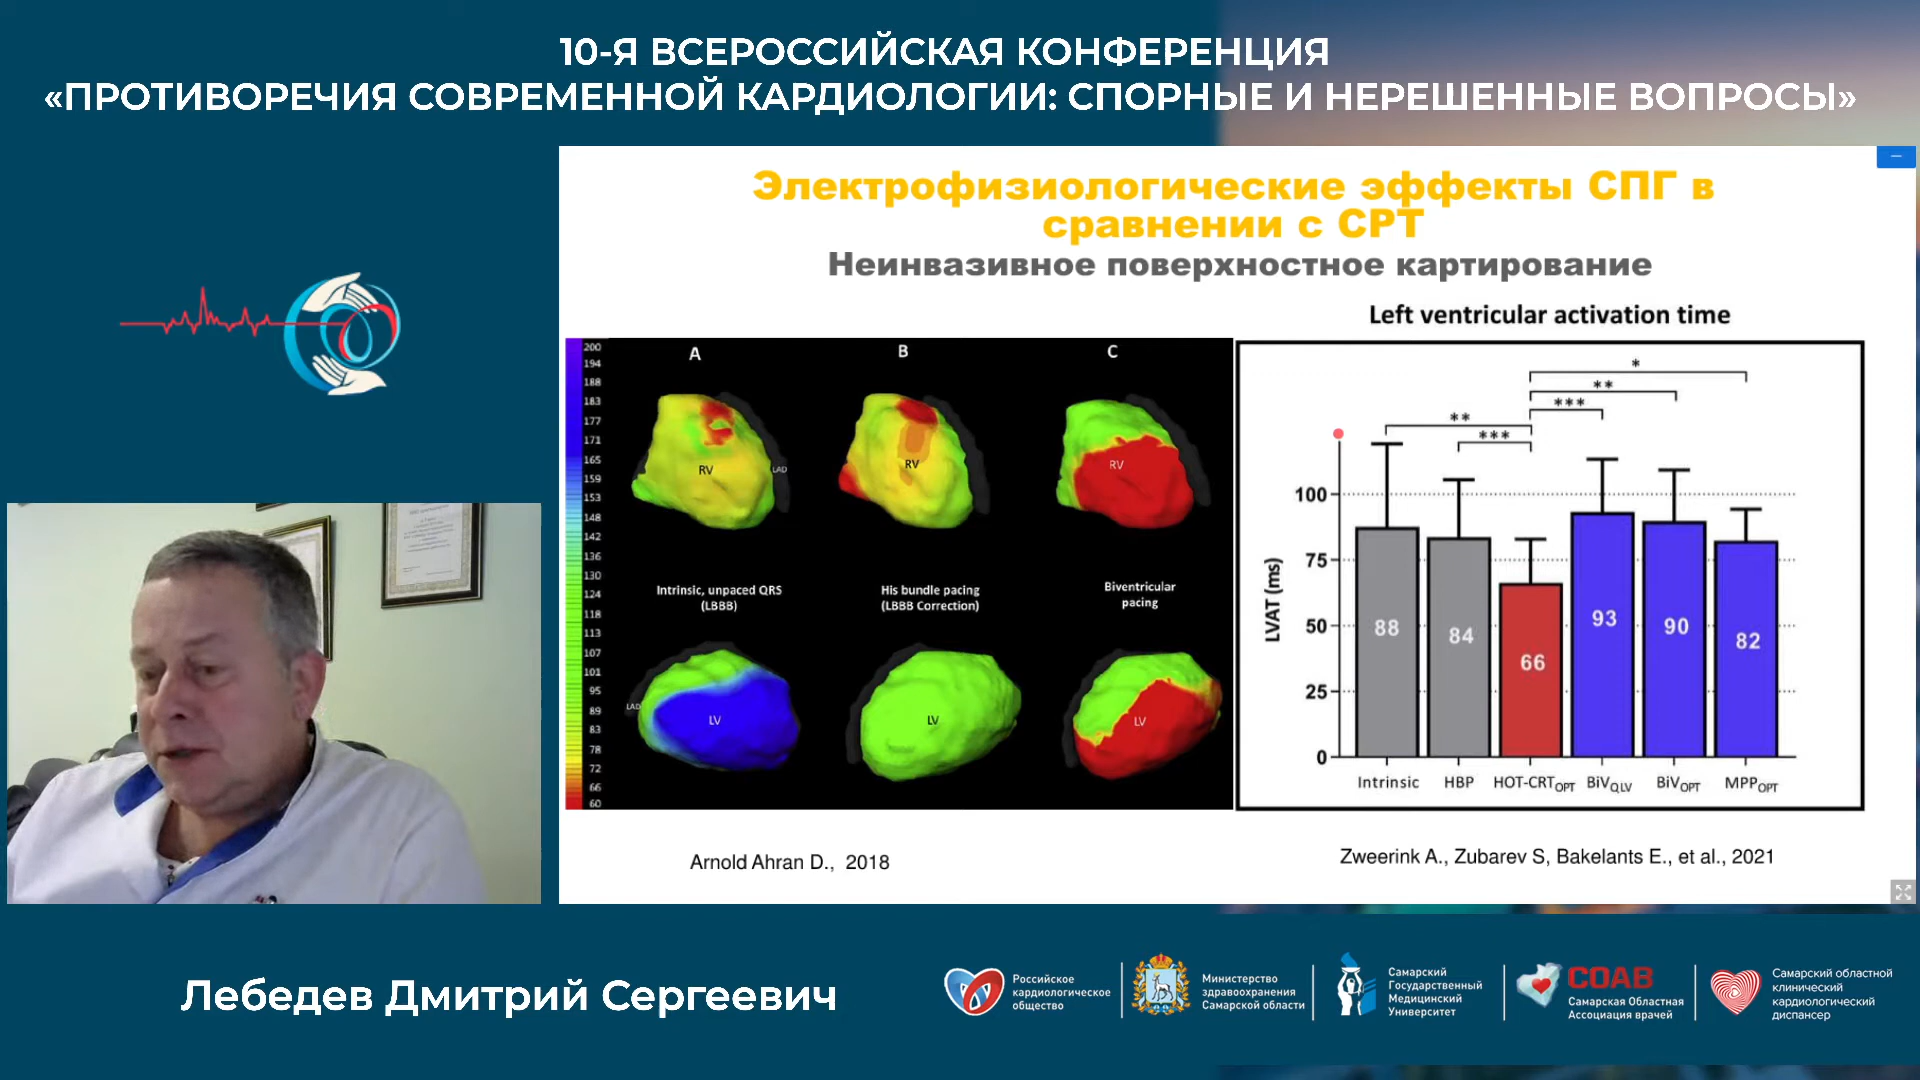 10-Я ВСЕРОССИЙСКАЯ КОНФЕРЕНЦИЯ
«ПРОТИВОРЕЧИЯ СОВРЕМЕННОЙ КАРДИОЛОГИИ: СПОРНЫЕ И НЕРЕШЕННЫЕ ВОПРОСЫ»
Электрофизиологические эффекты СПГ в
сравнении с СРТ
Неинвазивное поверхностное картирование
200
194
188
183
177
171
165
159
153
148
142
136
130
124
118
113
107
101
95
89
83
78
72
66
60
A
B
C
RV
LAD
RV
RV
Intrinsic, unpaced QRS
(LBBB)
His bundle pacing
(LBBB Correction)
Biventricular
pacing
LAD
LV
LV
LV
Arnold Ahran D., 2018
Left ventricular activation time
*
**
***
**
***
LVAT (ms)
100
75
50
25
0
88
84
66
93
90
82
Intrinsic
HBP
HOT-CRTOPT
BiVQLV
BiVOPT
MPPOPT
Zweerink A., Zubarev S, Bakelants E., et al., 2021
Лебедев Дмитрий Сергеевич
Российское
кардиологическое
общество
Министерство
здравоохранения
Самарской области
Самарский
Государственный
Медицинский
Университет
СОАВ
Самарская Областная
Ассоциация врачей
Самарский областной
клинический
кардиологический
диспансер